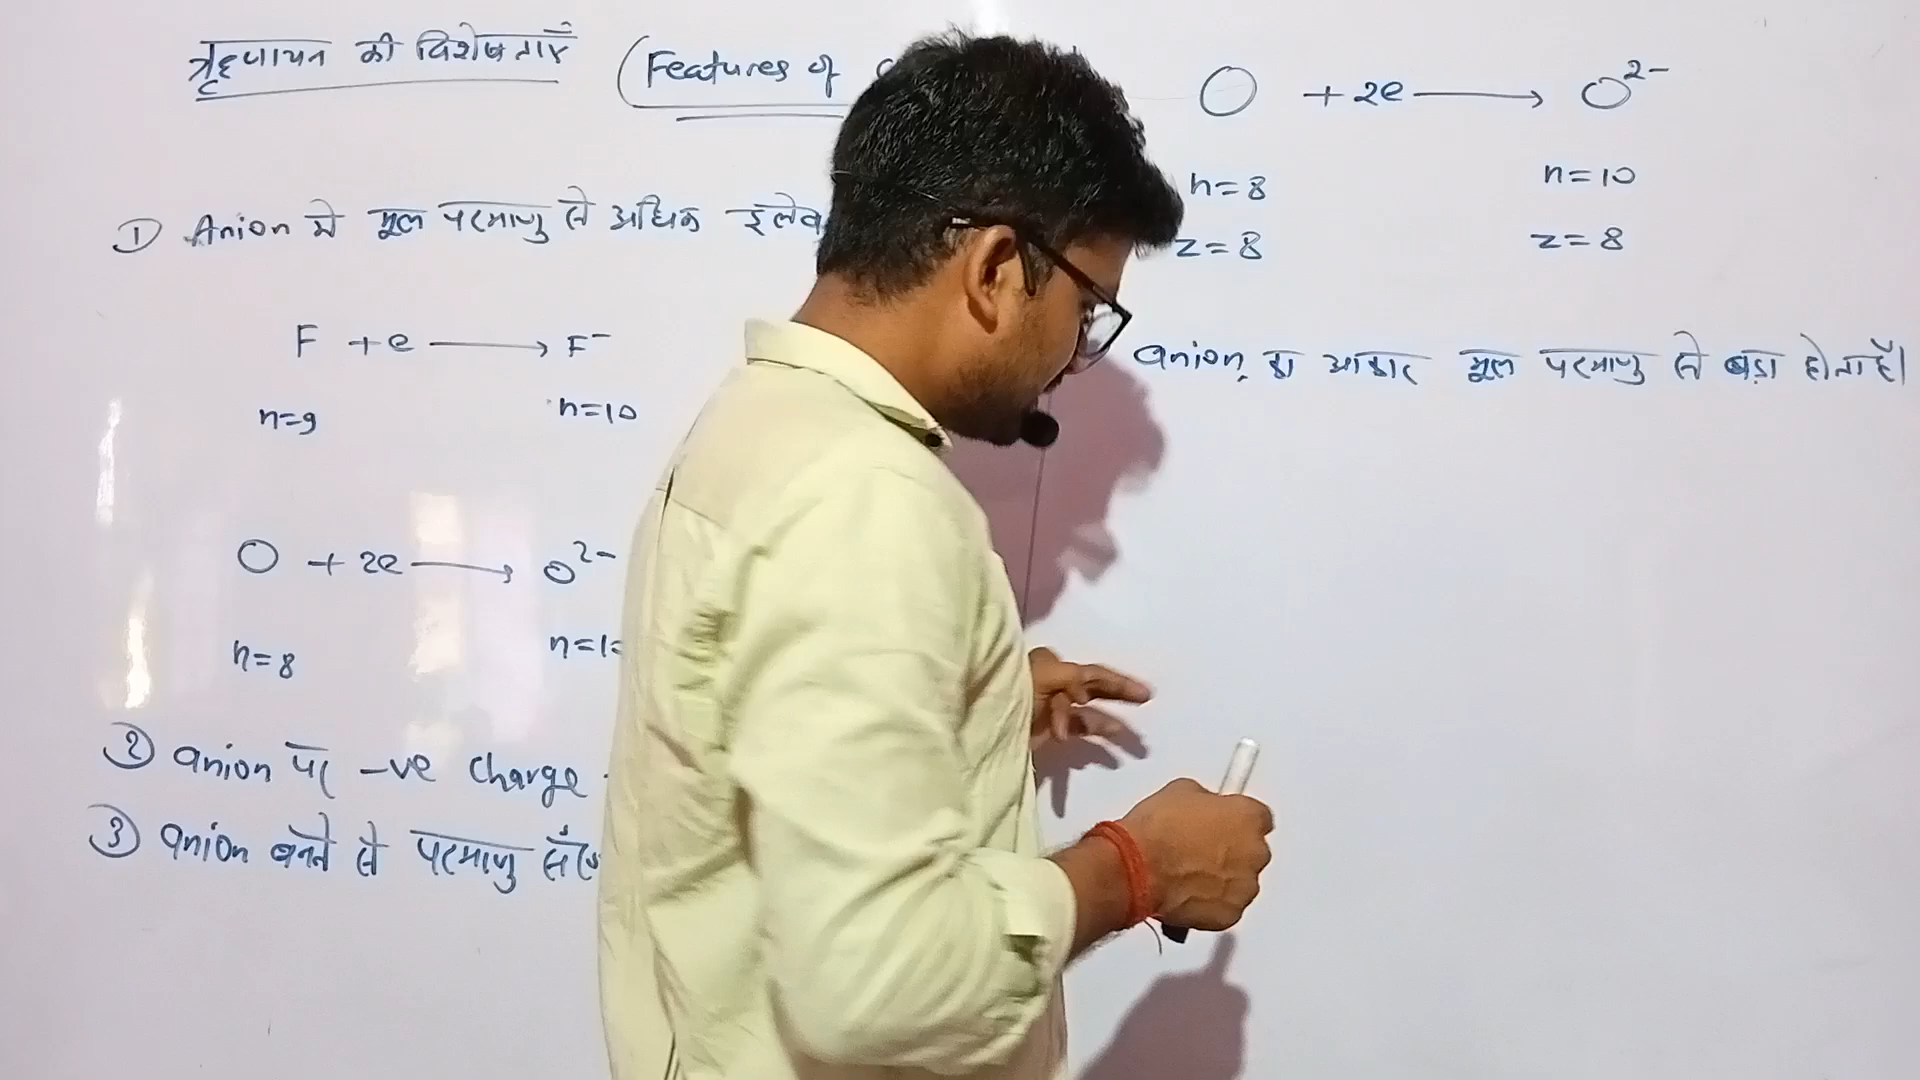 ऋणायन की विशेषताएँ (Features of
① Anion मे मूल परमाणु से अधिक इलेक
F + e ⟶ F⁻
n=9 n=10
O + 2e ⟶ O²⁻
n=8
② anion पर -ve charge
③ anion बनने से परमाणु
O + 2e ⟶ O²⁻
n=8 n=10
z=8 z=8
anion, का आकार मूल परमाणु से बड़ा होता है।